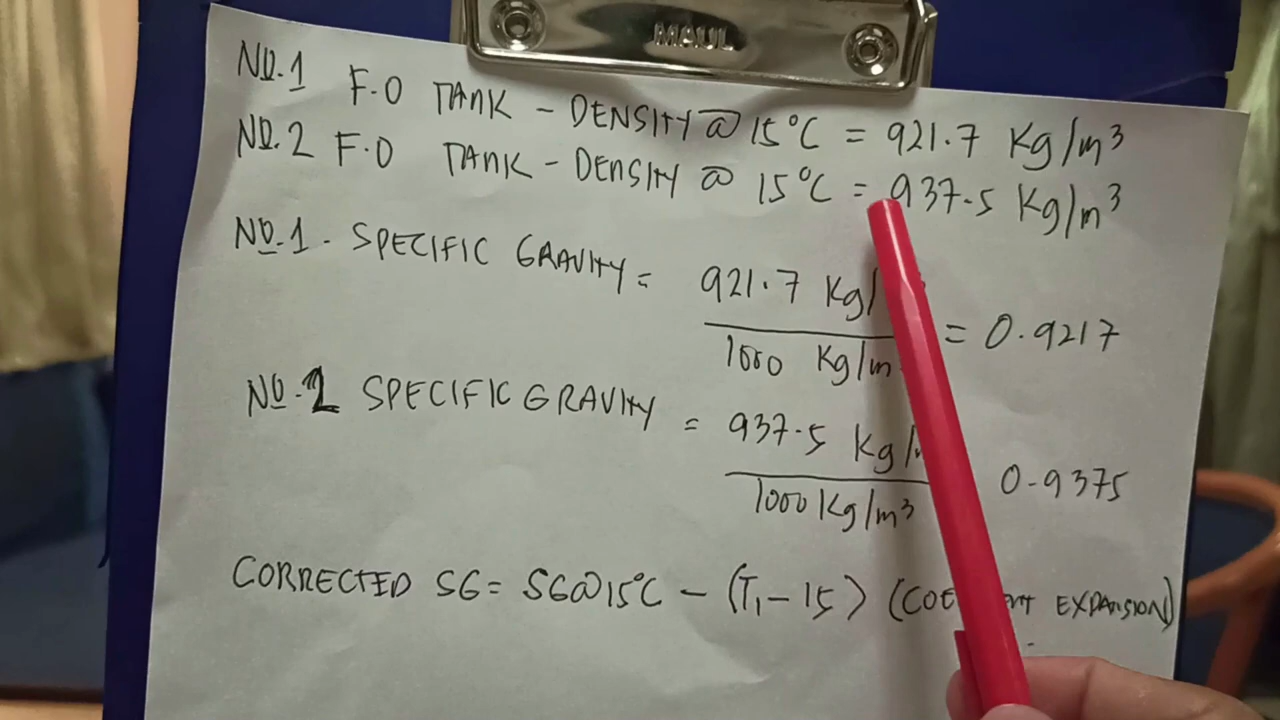 MAUL
NO.1 F.O TANK - DENSITY @ 15°C = 921.7 Kg/m³
NO.2 F.O TANK - DENSITY @ 15°C = 937.5 Kg/m³
NO.1 - SPECIFIC GRAVITY = 921.7 Kg/
1000 Kg/m = 0.9217
NO.2 SPECIFIC GRAVITY = 937.5 Kg/
1000 Kg/m³ 0.9375
CORRECTED SG = SG@15°C - (T₁ - 15) ( EXPANSION)